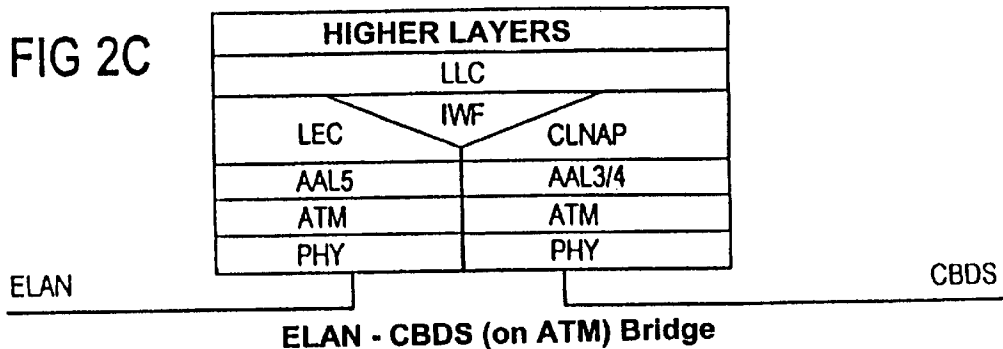 FIG 2C
HIGHER LAYERS
LLC
IWF
LEC CLNAP
AAL5 AAL3/4
ATM ATM
PHY PHY
ELAN CBDS
ELAN - CBDS (on ATM) Bridge